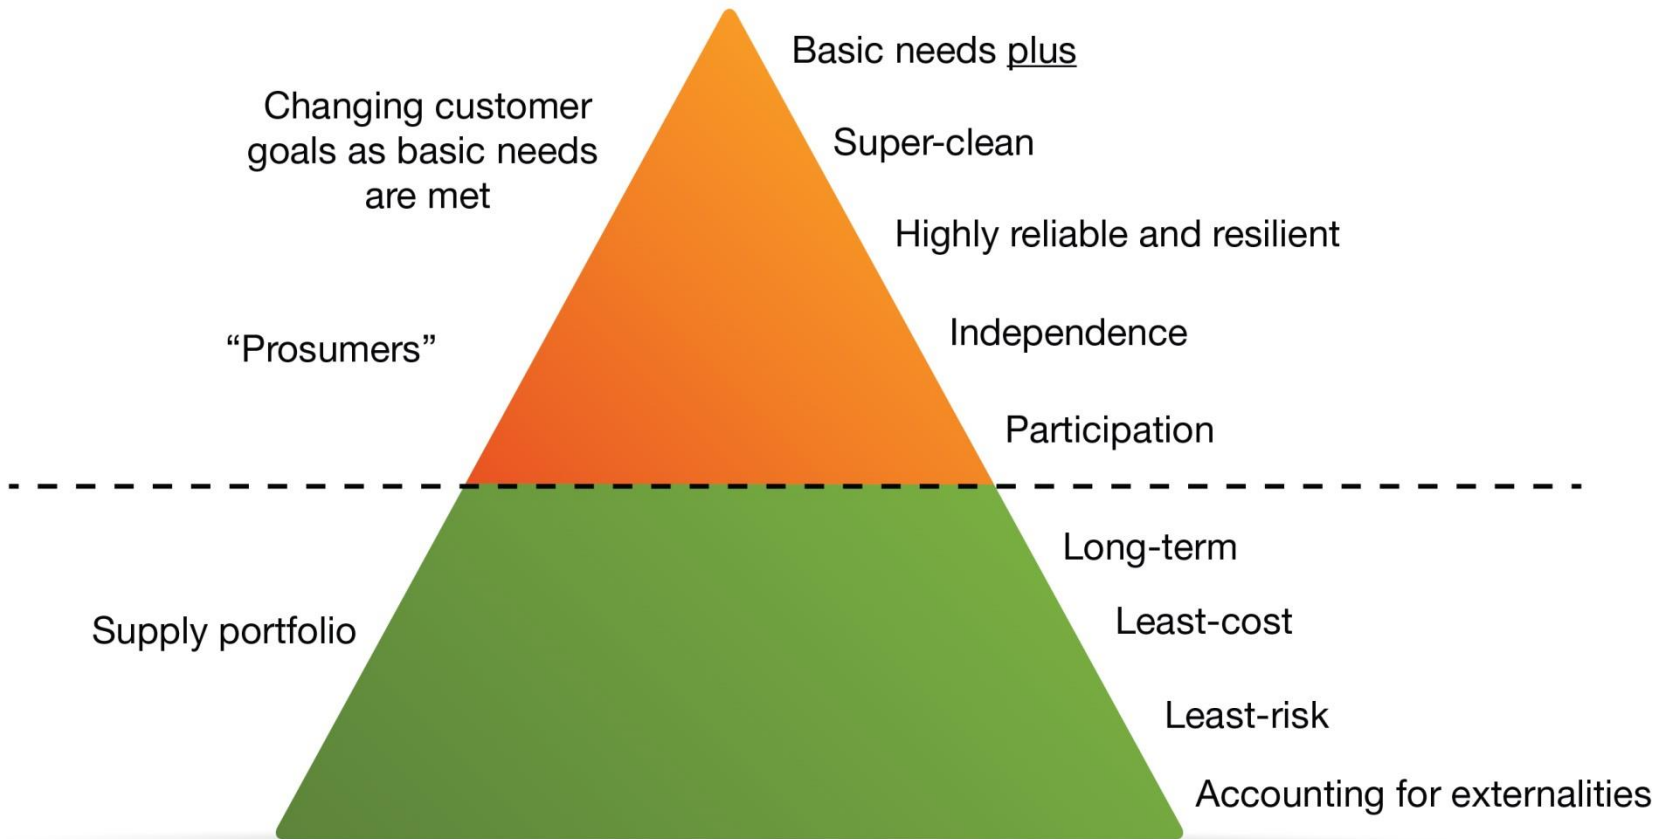 Basic needs plus
Changing customer
goals as basic needs
are met
Super-clean
Highly reliable and resilient
“Prosumers”
Independence
Participation
Long-term
Supply portfolio
Least-cost
Least-risk
Accounting for externalities